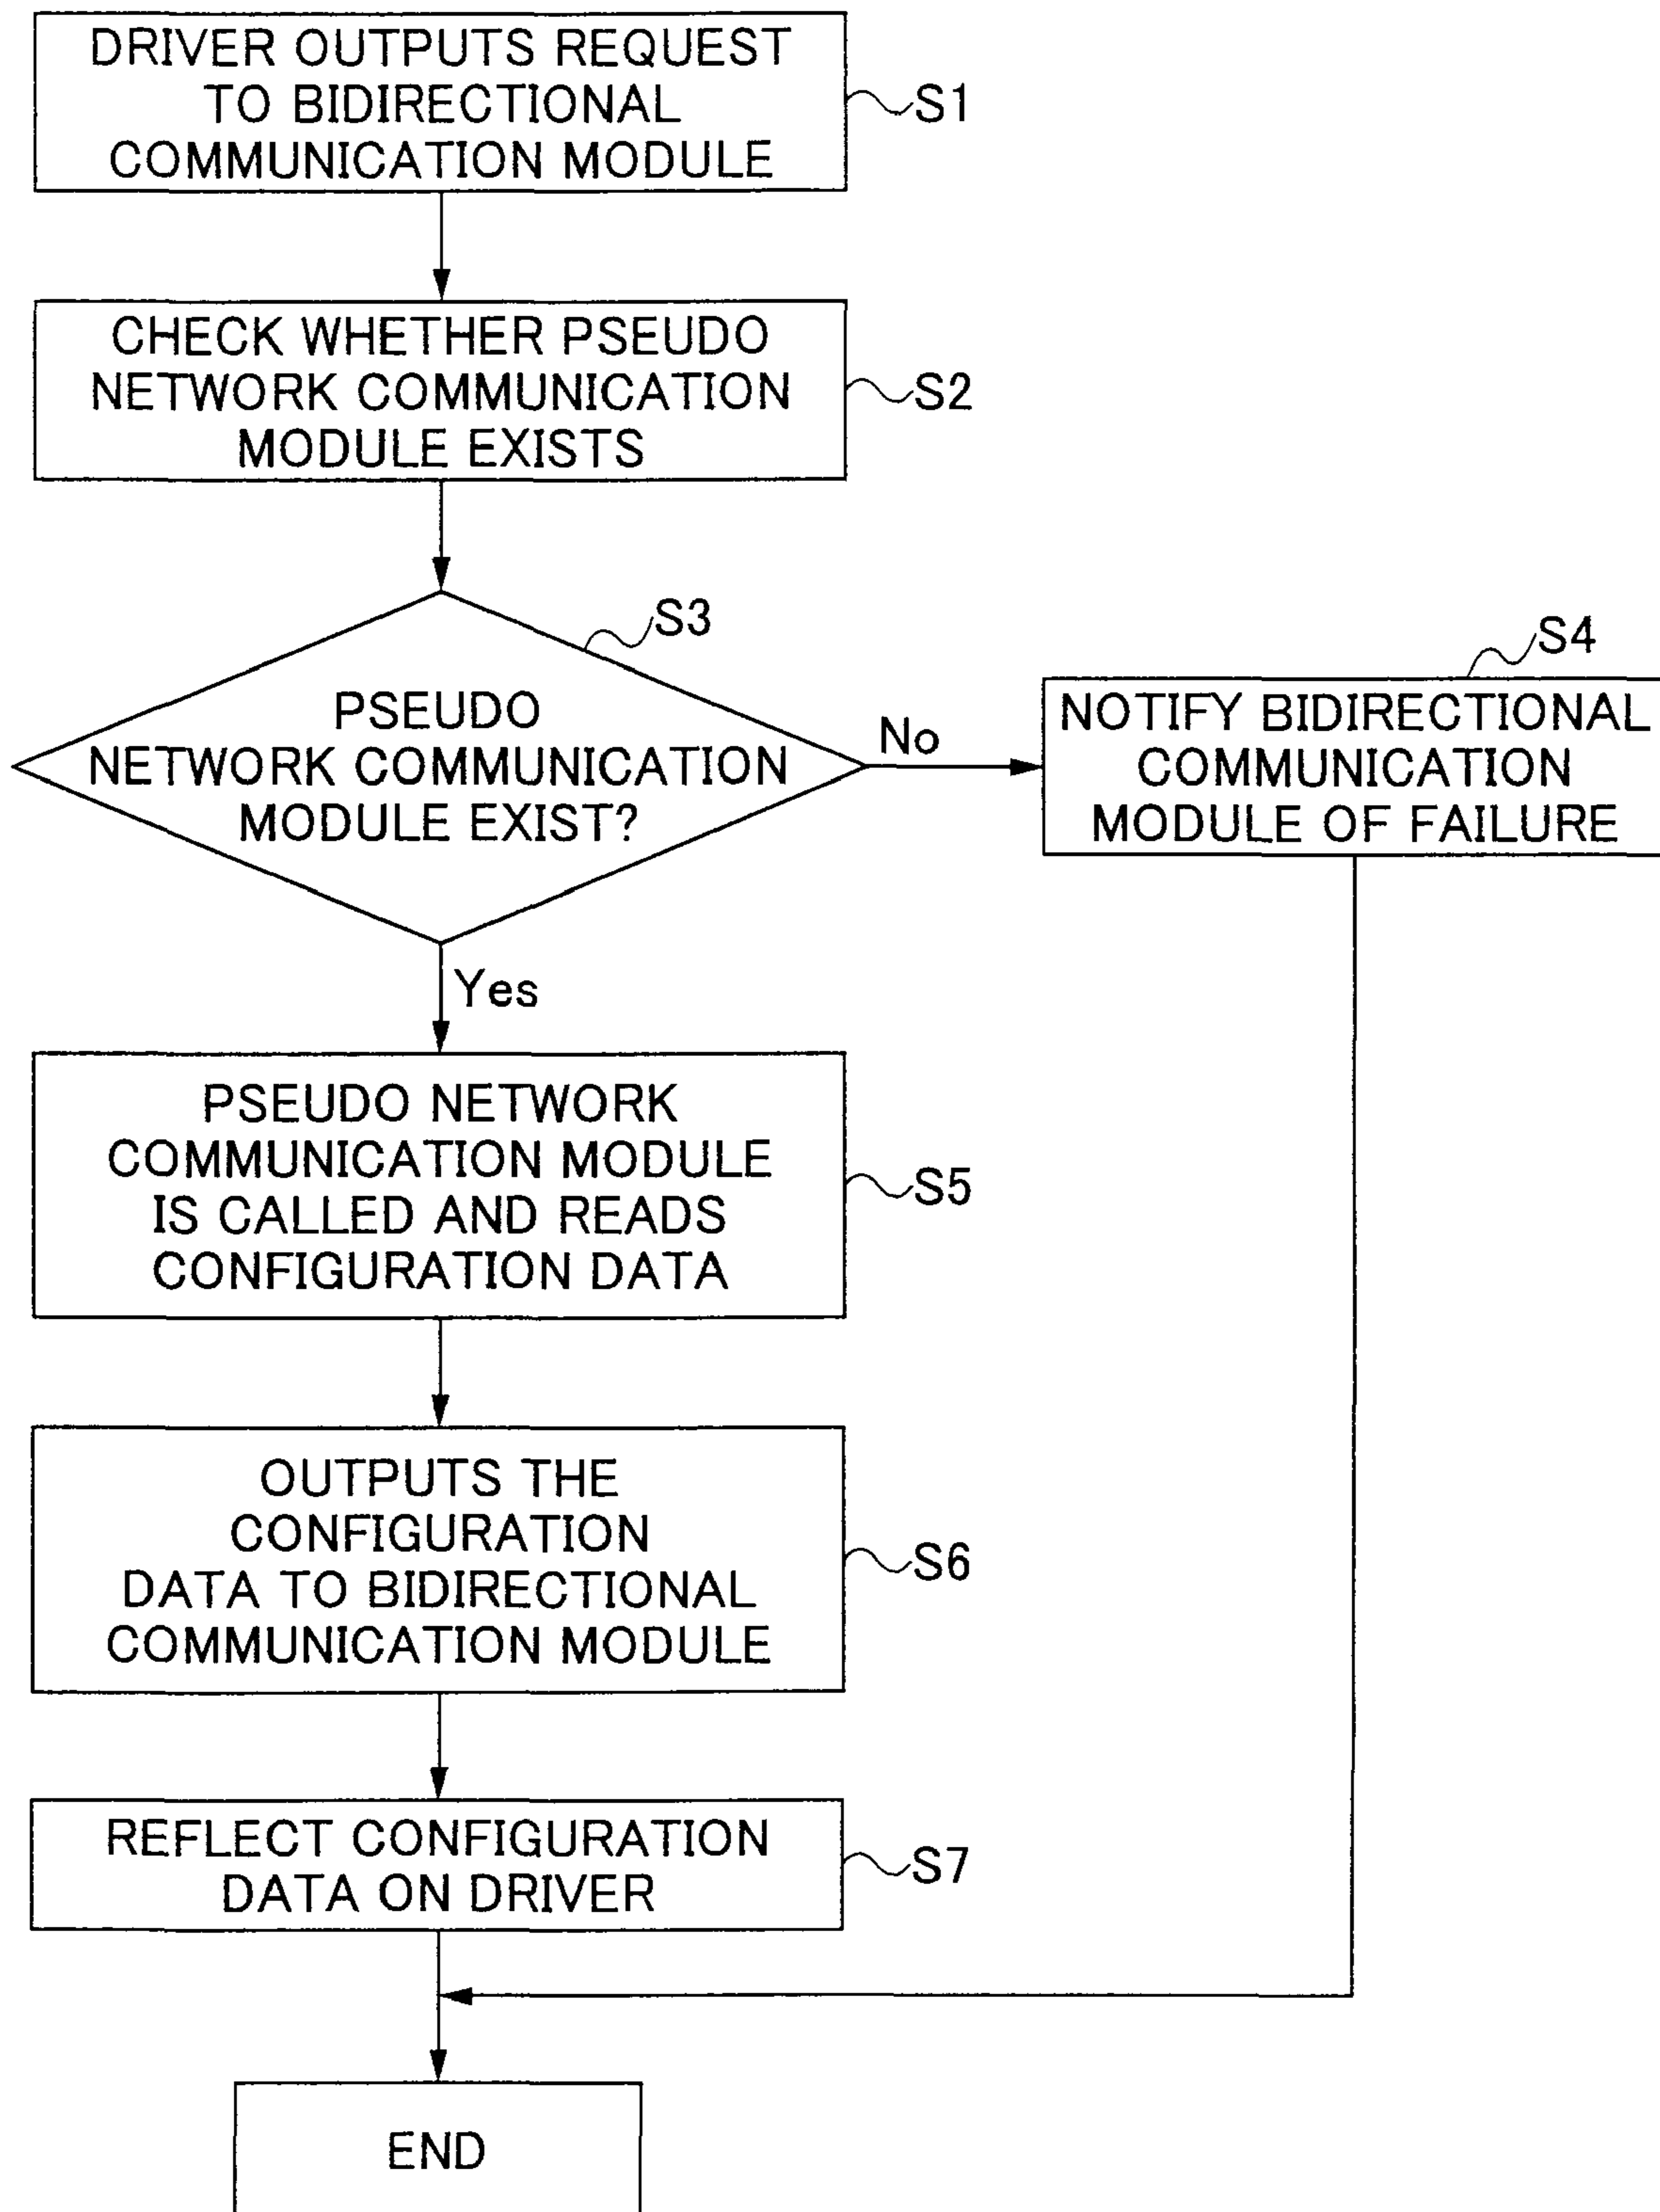 DRIVER OUTPUTS REQUEST
TO BIDIRECTIONAL
COMMUNICATION MODULE
S1
CHECK WHETHER PSEUDO
NETWORK COMMUNICATION
MODULE EXISTS
S2
S3
PSEUDO
NETWORK COMMUNICATION
MODULE EXIST?
No
S4
NOTIFY BIDIRECTIONAL
COMMUNICATION
MODULE OF FAILURE
Yes
PSEUDO NETWORK
COMMUNICATION MODULE
IS CALLED AND READS
CONFIGURATION DATA
S5
OUTPUTS THE
CONFIGURATION
DATA TO BIDIRECTIONAL
COMMUNICATION MODULE
S6
REFLECT CONFIGURATION
DATA ON DRIVER
S7
END